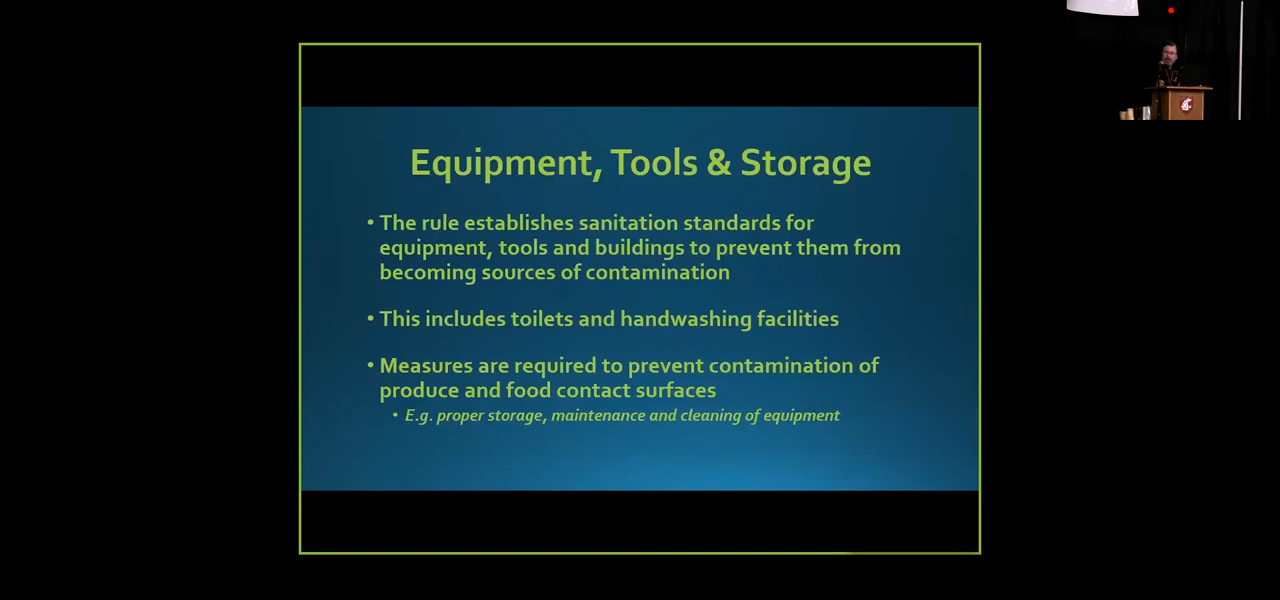 Equipment, Tools & Storage
• The rule establishes sanitation standards for
equipment, tools and buildings to prevent them from
becoming sources of contamination
• This includes toilets and handwashing facilities
• Measures are required to prevent contamination of
produce and food contact surfaces
• E.g. proper storage, maintenance and cleaning of equipment